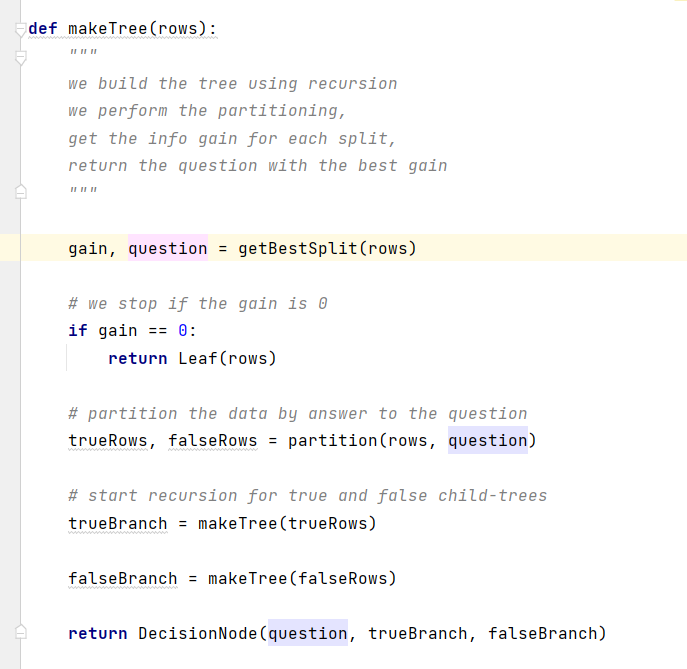 def makeTree(rows):
"""
we build the tree using recursion
we perform the partitioning,
get the info gain for each split,
return the question with the best gain
"""
gain, question = getBestSplit(rows)
# we stop if the gain is 0
if gain == 0:
return Leaf(rows)
# partition the data by answer to the question
trueRows, falseRows = partition(rows, question)
# start recursion for true and false child-trees
trueBranch = makeTree(trueRows)
falseBranch = makeTree(falseRows)
return DecisionNode(question, trueBranch, falseBranch)